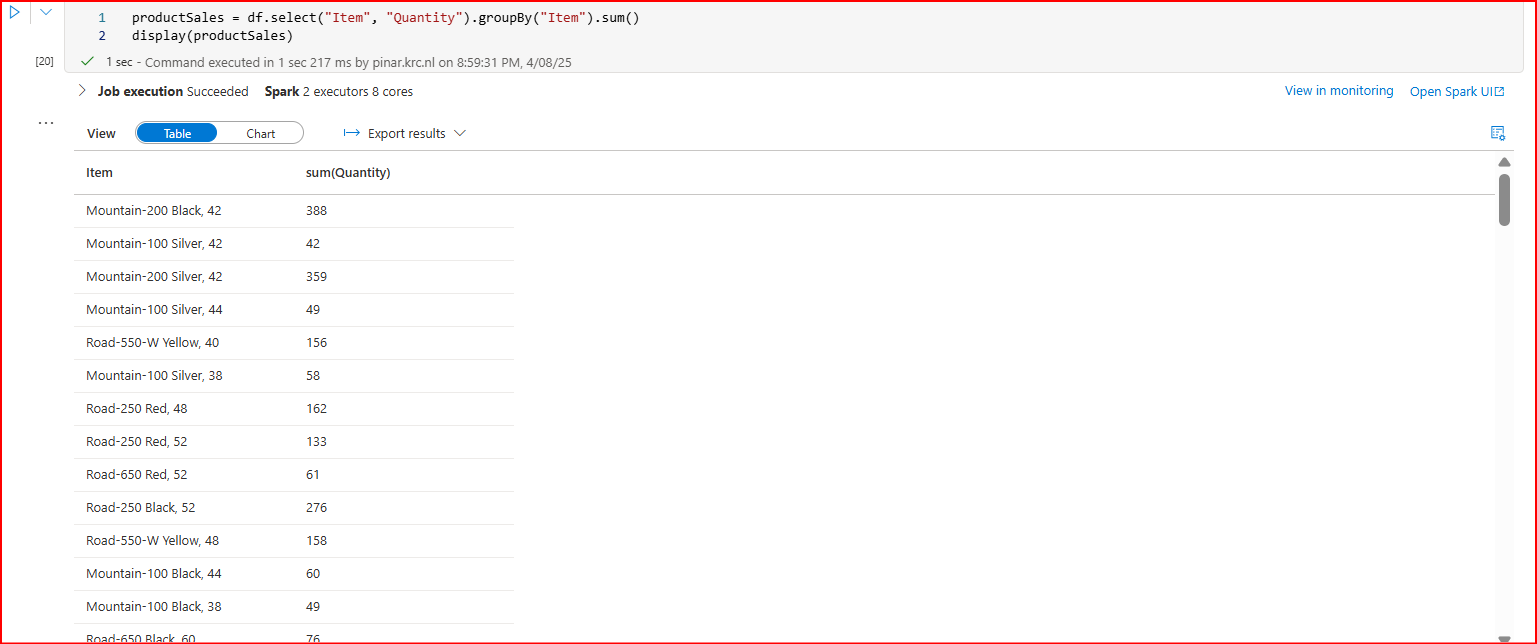 1 productSales = df.select("Item", "Quantity").groupBy("Item").sum()
2 display(productSales)
[20] 1 sec - Command executed in 1 sec 217 ms by pinar.krc.nl on 8:59:31 PM, 4/08/25
Job execution Succeeded Spark 2 executors 8 cores View in monitoring Open Spark UI
...
View Table Chart Export results
Item sum(Quantity)
Mountain-200 Black, 42 388
Mountain-100 Silver, 42 42
Mountain-200 Silver, 42 359
Mountain-100 Silver, 44 49
Road-550-W Yellow, 40 156
Mountain-100 Silver, 38 58
Road-250 Red, 48 162
Road-250 Red, 52 133
Road-650 Red, 52 61
Road-250 Black, 52 276
Road-550-W Yellow, 48 158
Mountain-100 Black, 44 60
Mountain-100 Black, 38 49
Road-650 Black, 60 76